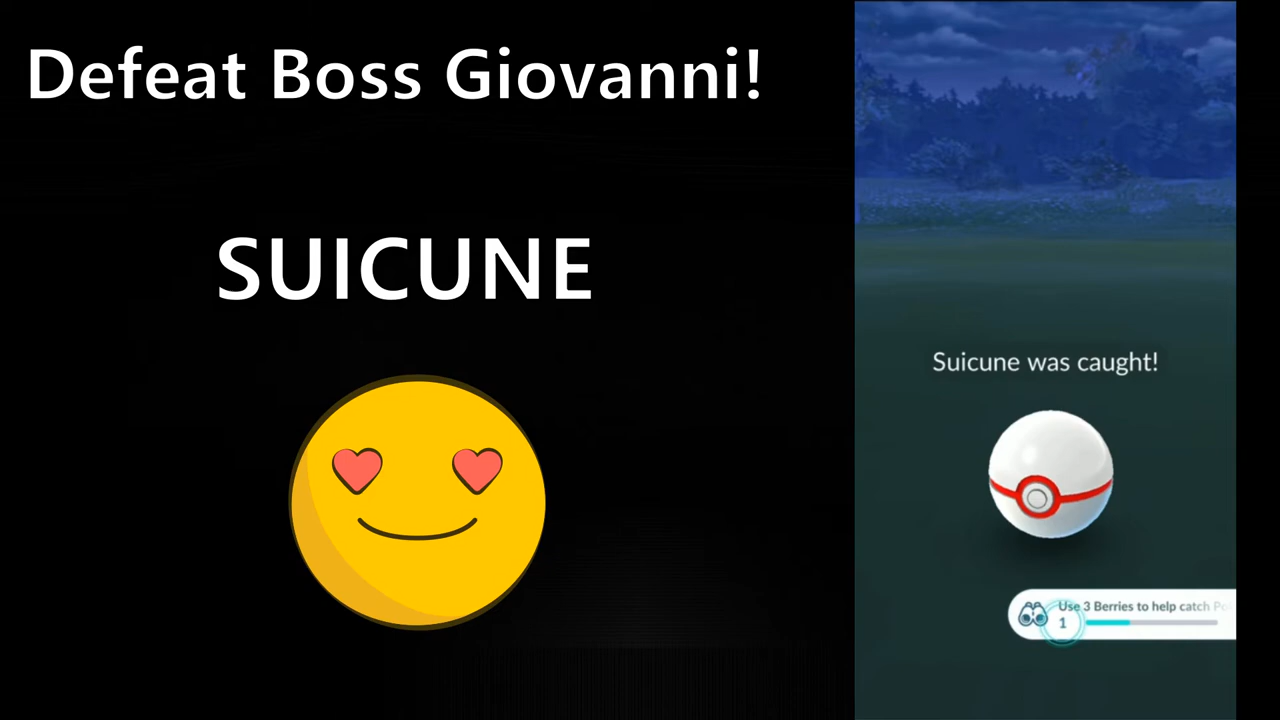 Defeat Boss Giovanni!
SUICUNE
Suicune was caught!
Use 3 Berries to help catch
1